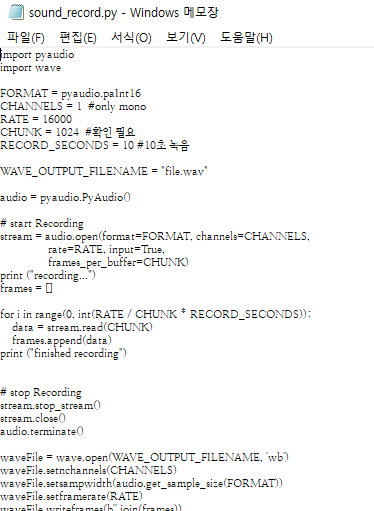 sound_record.py - Windows 메모장
파일(F) 편집(E) 서식(O) 보기(V) 도움말(H)
import pyaudio
import wave

FORMAT = pyaudio.paInt16
CHANNELS = 1  #only mono
RATE = 16000
CHUNK = 1024  #확인 필요
RECORD_SECONDS = 10 #10초 녹음

WAVE_OUTPUT_FILENAME = "file.wav"

audio = pyaudio.PyAudio()

# start Recording
stream = audio.open(format=FORMAT, channels=CHANNELS,
                rate=RATE, input=True,
                frames_per_buffer=CHUNK)
print ("recording...")
frames = []

for i in range(0, int(RATE / CHUNK * RECORD_SECONDS)):
    data = stream.read(CHUNK)
    frames.append(data)
print ("finished recording")


# stop Recording
stream.stop_stream()
stream.close()
audio.terminate()

waveFile = wave.open(WAVE_OUTPUT_FILENAME, 'wb')
waveFile.setnchannels(CHANNELS)
waveFile.setsampwidth(audio.get_sample_size(FORMAT))
waveFile.setframerate(RATE)
waveFile.writeframes(b''.join(frames))